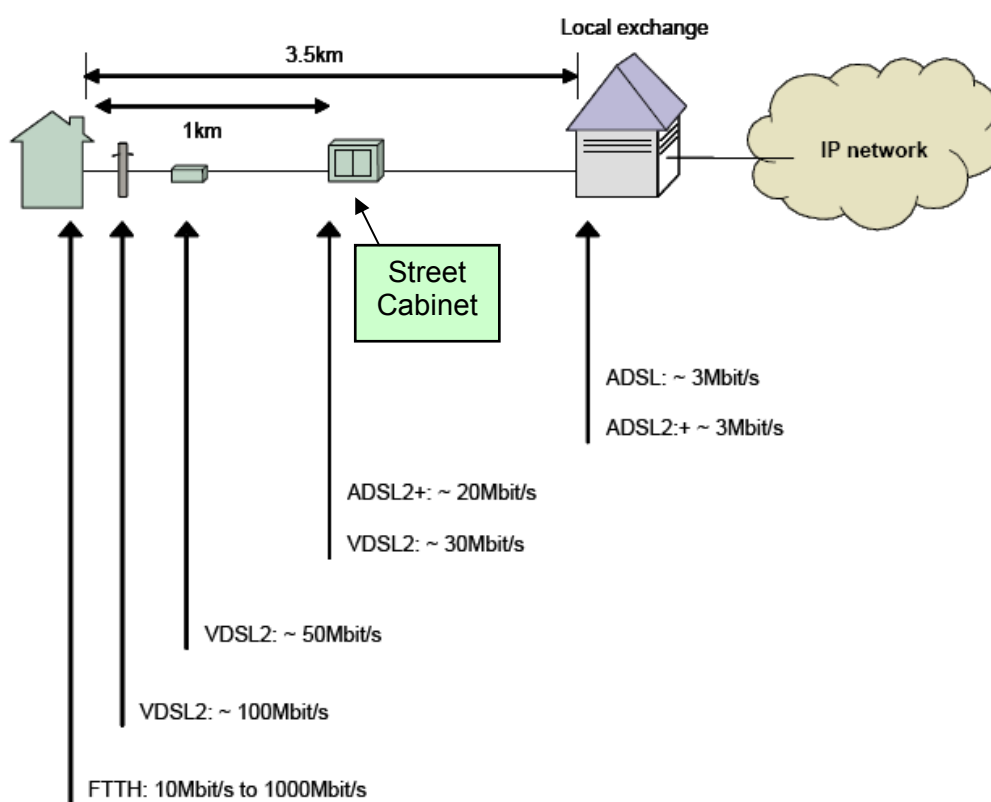 Local exchange
3.5km
1km
IP network
Street
Cabinet
ADSL: ~ 3Mbit/s
ADSL2:+ ~ 3Mbit/s
ADSL2+: ~ 20Mbit/s
VDSL2: ~ 30Mbit/s
VDSL2: ~ 50Mbit/s
VDSL2: ~ 100Mbit/s
FTTH: 10Mbit/s to 1000Mbit/s